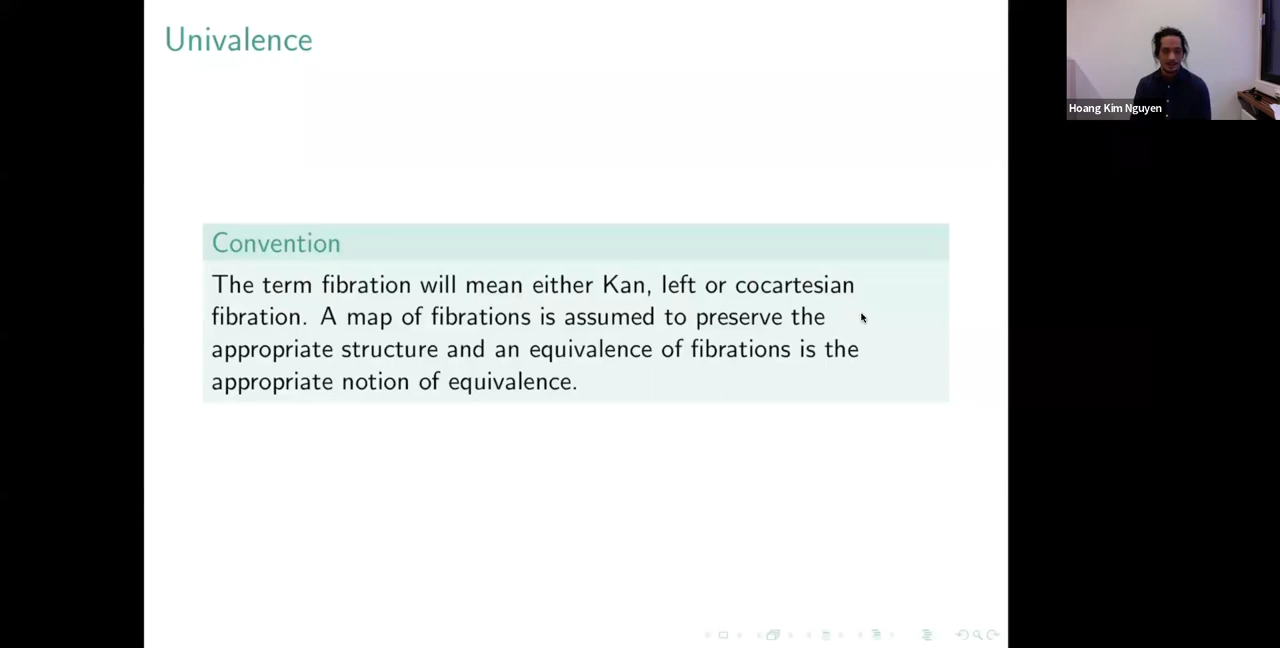 Univalence
Convention
The term fibration will mean either Kan, left or cocartesian
fibration. A map of fibrations is assumed to preserve the
appropriate structure and an equivalence of fibrations is the
appropriate notion of equivalence.
Hoang Kim Nguyen